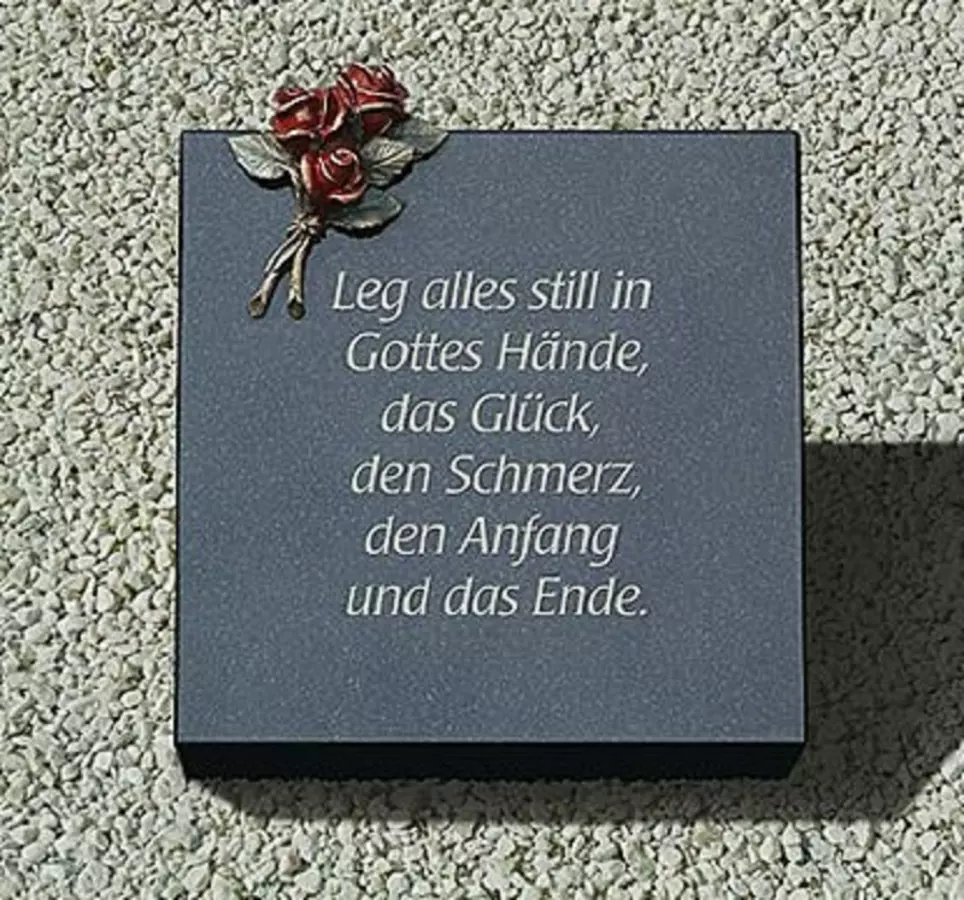 Leg alles still in
Gottes Hände,
das Glück,
den Schmerz,
den Anfang
und das Ende.